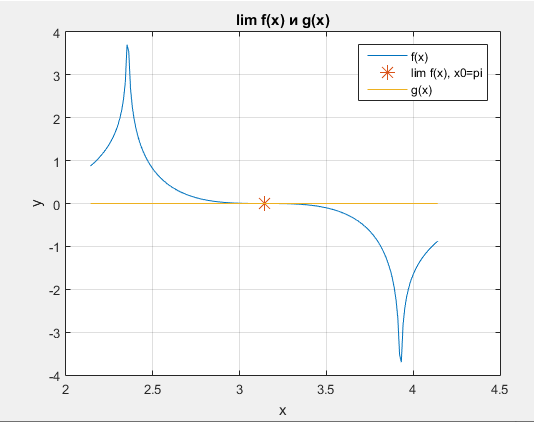 lim f(x) и g(x)
f(x)
lim f(x), x0=pi
g(x)
4
3
2
1
0
-1
-2
-3
-4
y
2
2.5
3
3.5
4
4.5
x